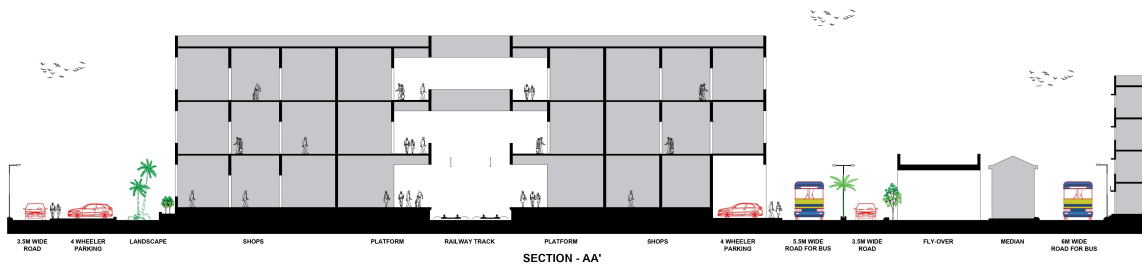 3.5M WIDE
ROAD
4 WHEELER
PARKING
LANDSCAPE
SHOPS
PLATFORM
RAILWAY TRACK
PLATFORM
SHOPS
4 WHEELER
PARKING
5.5M WIDE
ROAD FOR BUS
3.5M WIDE
ROAD
FLY-OVER
MEDIAN
6M WIDE
ROAD FOR BUS
SECTION - AA'